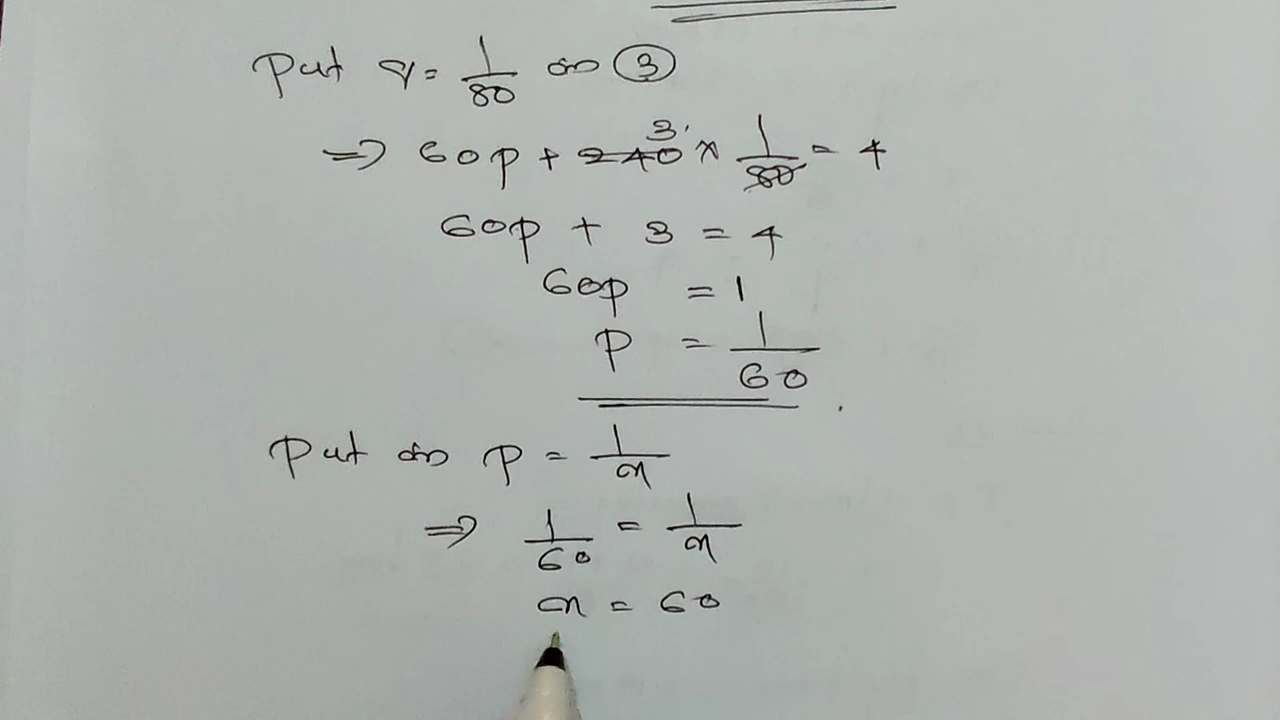 Put q = 1/80 in ③
⇒ 60p + 240 3 × 1/80 = 4
60p + 3 = 4
60p = 1
p = 1/60
Put in p = 1/x
⇒ 1/60 = 1/x
x = 60